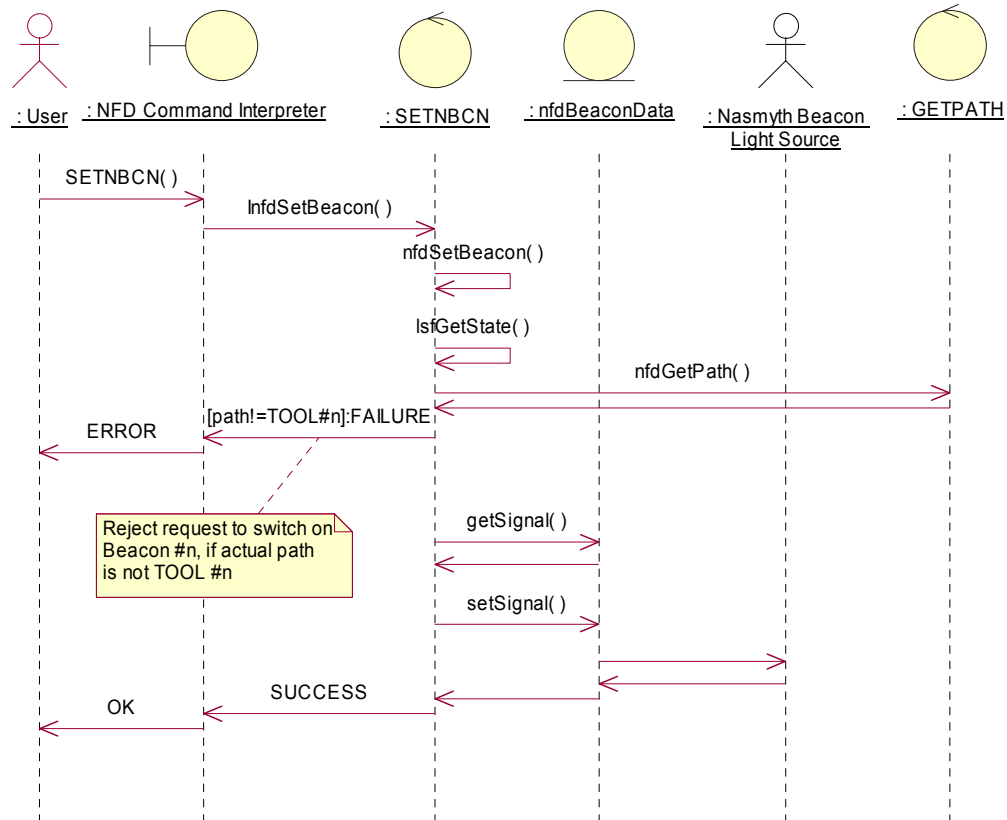 : User
: NFD Command Interpreter
: SETNBCN
: nfdBeaconData
: Nasmyth Beacon
Light Source
: GETPATH
SETNBCN( )
lnfdSetBeacon( )
nfdSetBeacon( )
lsfGetState( )
nfdGetPath( )
[path!=TOOL#n]:FAILURE
ERROR
Reject request to switch on
Beacon #n, if actual path
is not TOOL #n
getSignal( )
setSignal( )
SUCCESS
OK